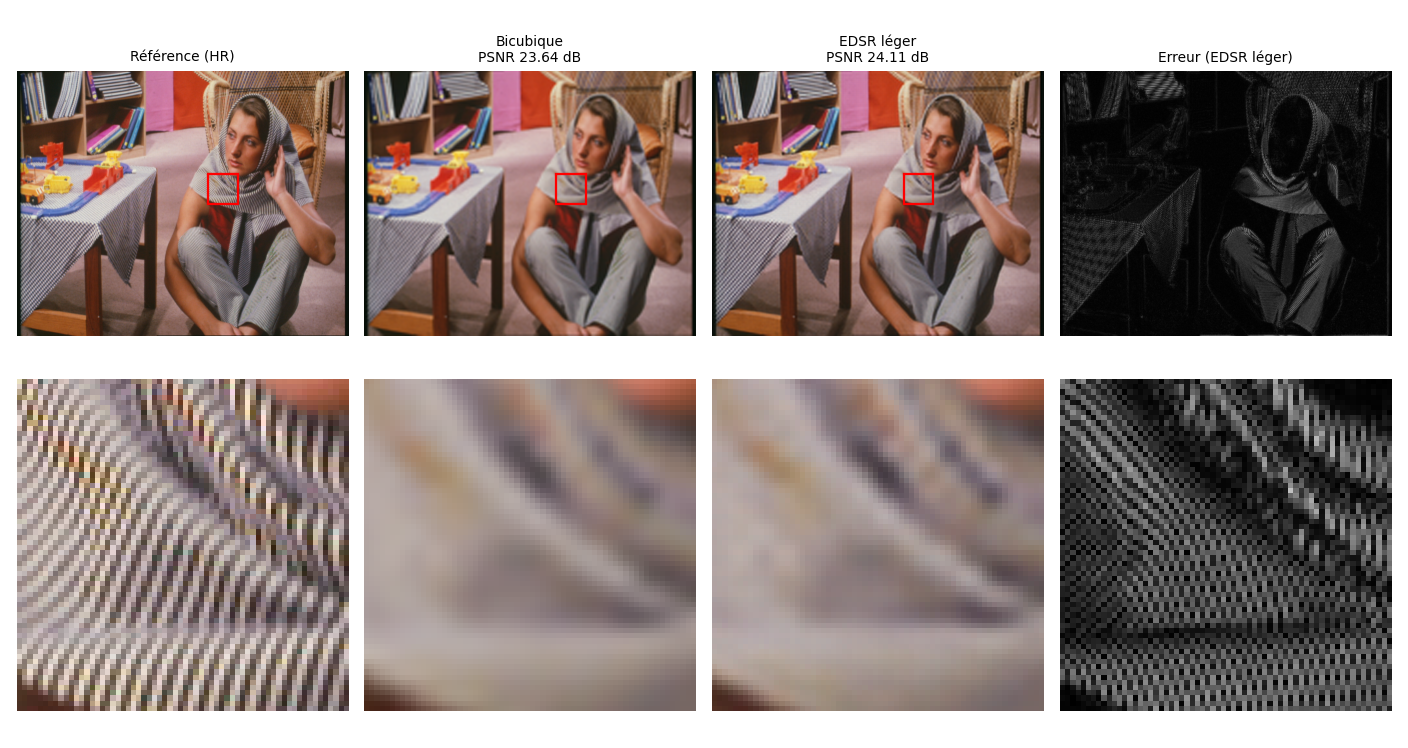 Référence (HR)
Bicubique
PSNR 23.64 dB
EDSR léger
PSNR 24.11 dB
Erreur (EDSR léger)